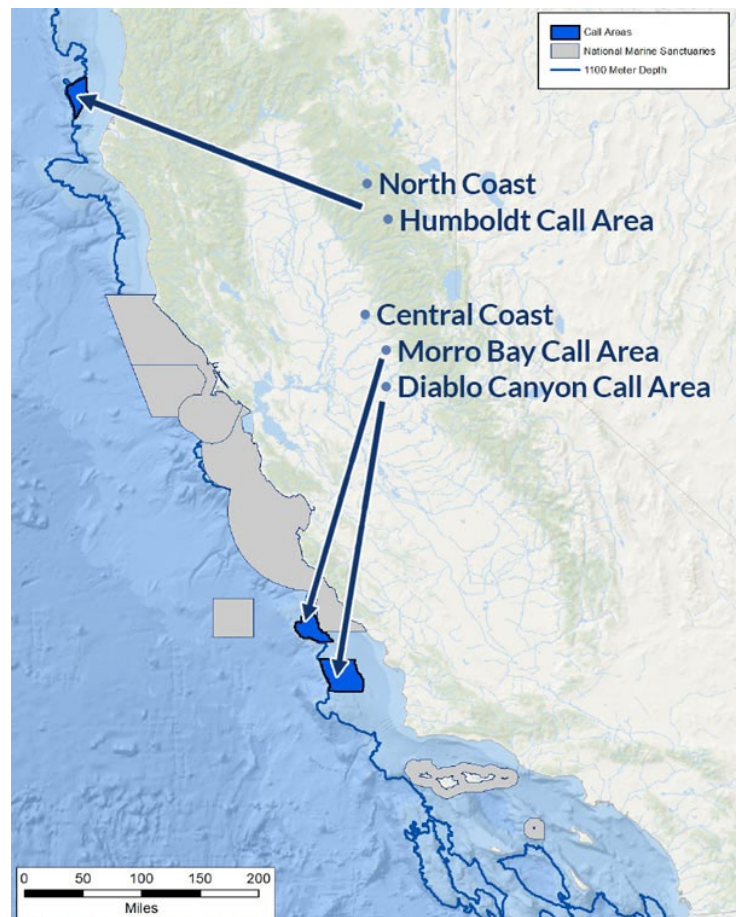 Call Areas
National Marine Sanctuaries
1100 Meter Depth
• North Coast
• Humboldt Call Area
• Central Coast
• Morro Bay Call Area
• Diablo Canyon Call Area
0 50 100 150 200
Miles